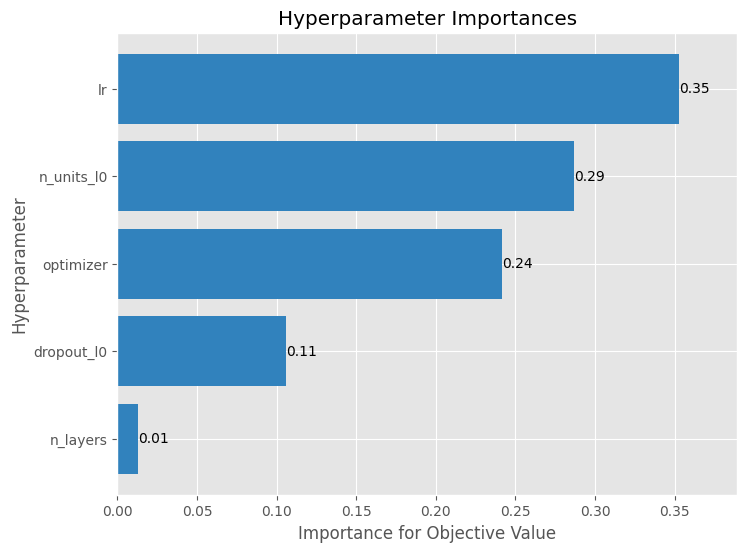 Hyperparameter Importances
Hyperparameter
lr
0.35
n_units_l0
0.29
optimizer
0.24
dropout_l0
0.11
n_layers
0.01
0.00 0.05 0.10 0.15 0.20 0.25 0.30 0.35
Importance for Objective Value